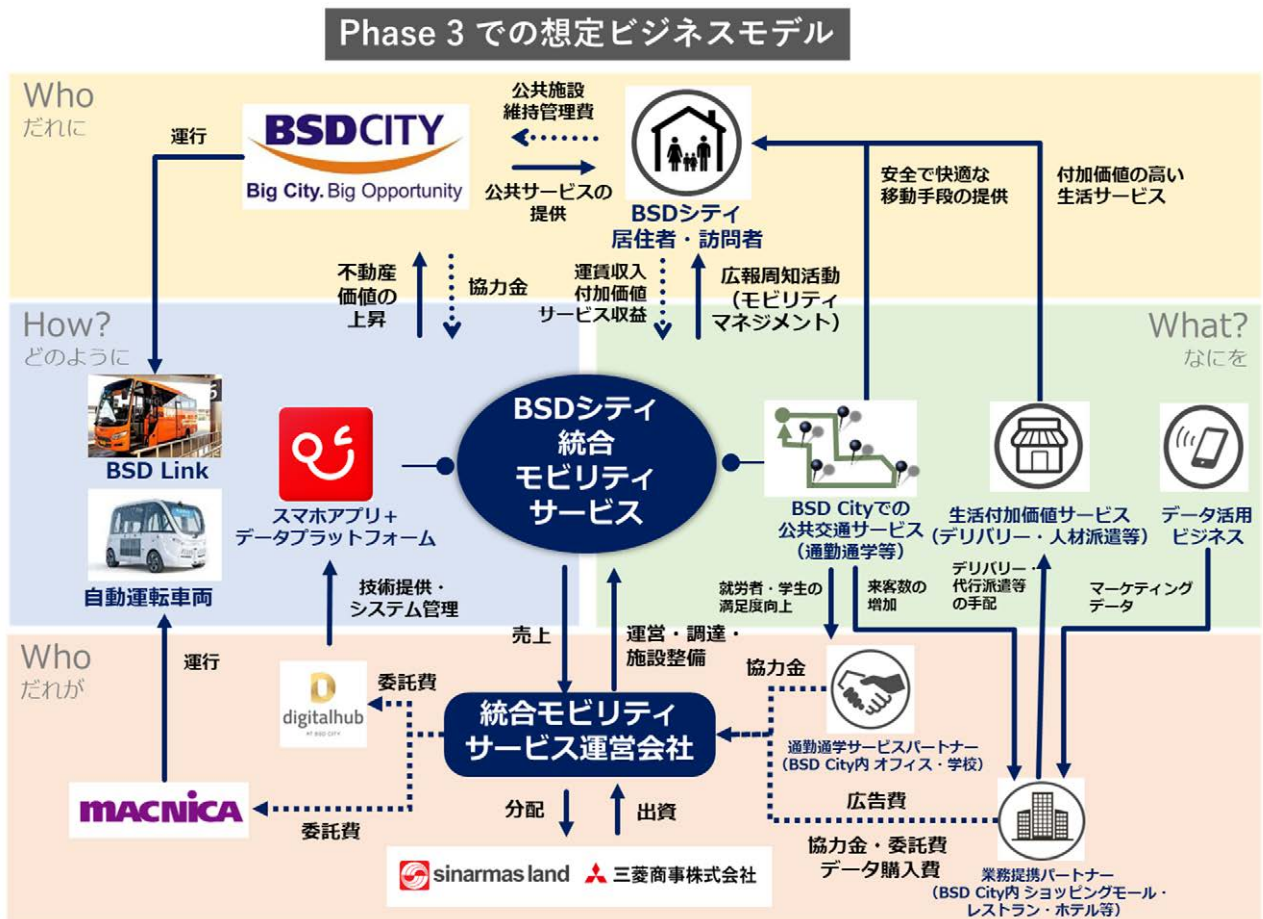 Phase 3 での想定ビジネスモデル
Who
だれに
運行
BSDCITY
Big City. Big Opportunity
公共施設
維持管理費
公共サービスの
提供
BSDシティ
居住者・訪問者
安全で快適な
移動手段の提供
付加価値の高い
生活サービス
不動産
価値の
上昇
協力金
運賃収入
付加価値
サービス収益
広報周知活動
（モビリティ
マネジメント）
How?
どのように
What?
なにを
BSD Link
自動運転車両
スマホアプリ＋
データプラットフォーム
BSDシティ
統合
モビリティ
サービス
BSD Cityでの
公共交通サービス
（通勤通学等）
生活付加価値サービス
（デリバリー・人材派遣等）
データ活用
ビジネス
技術提供・
システム管理
就労者・学生の
満足度向上
来客数の
増加
デリバリー・
代行派遣等
の手配
マーケティング
データ
Who
だれが
運行
売上
運営・調達・
施設整備
委託費
digitalhub
AT BSD CITY
統合モビリティ
サービス運営会社
協力金
通勤通学サービスパートナー
（BSD City内 オフィス・学校）
macnica
委託費
分配
出資
広告費
協力金・委託費
データ購入費
sinarmas land
三菱商事株式会社
業務提携パートナー
（BSD City内 ショッピングモール・
レストラン・ホテル等）